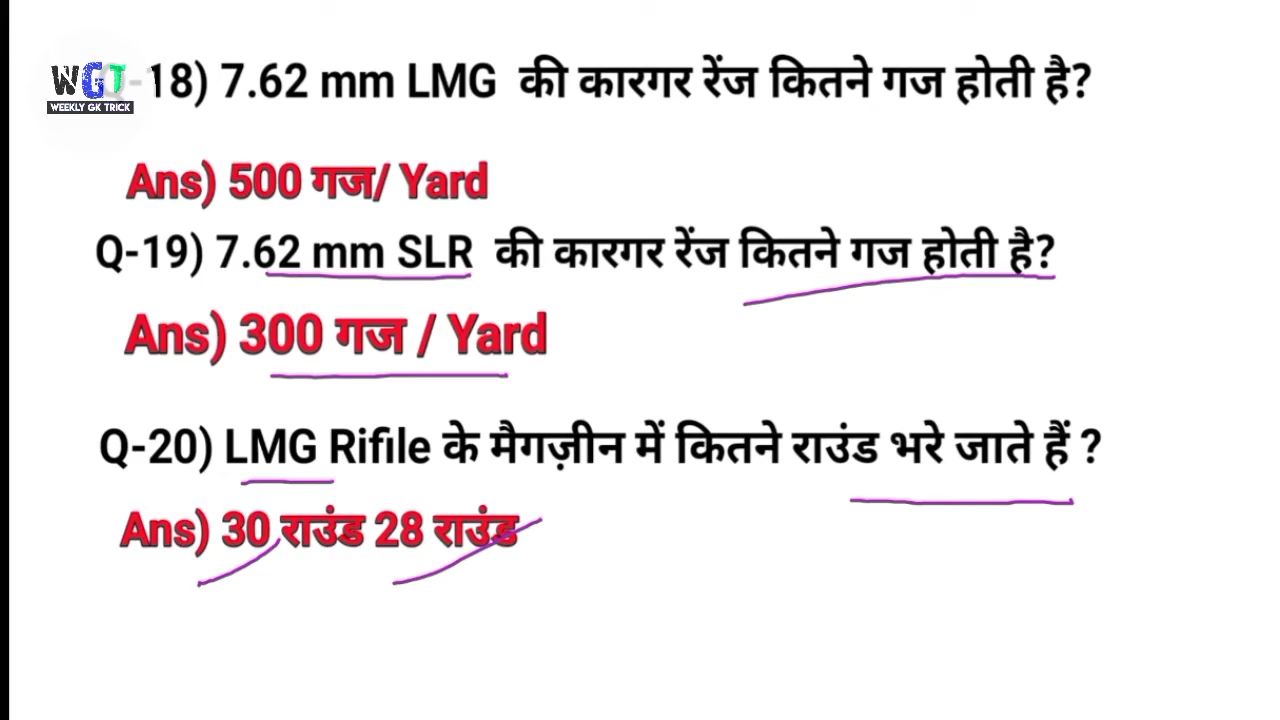 WGT
WEEKLY GK TRICK
Q-18) 7.62 mm LMG की कारगर रेंज कितने गज होती है?
Ans) 500 गज/ Yard
Q-19) 7.62 mm SLR की कारगर रेंज कितने गज होती है?
Ans) 300 गज / Yard
Q-20) LMG Rifile के मैगज़ीन में कितने राउंड भरे जाते हैं ?
Ans) 30 राउंड 28 राउंड